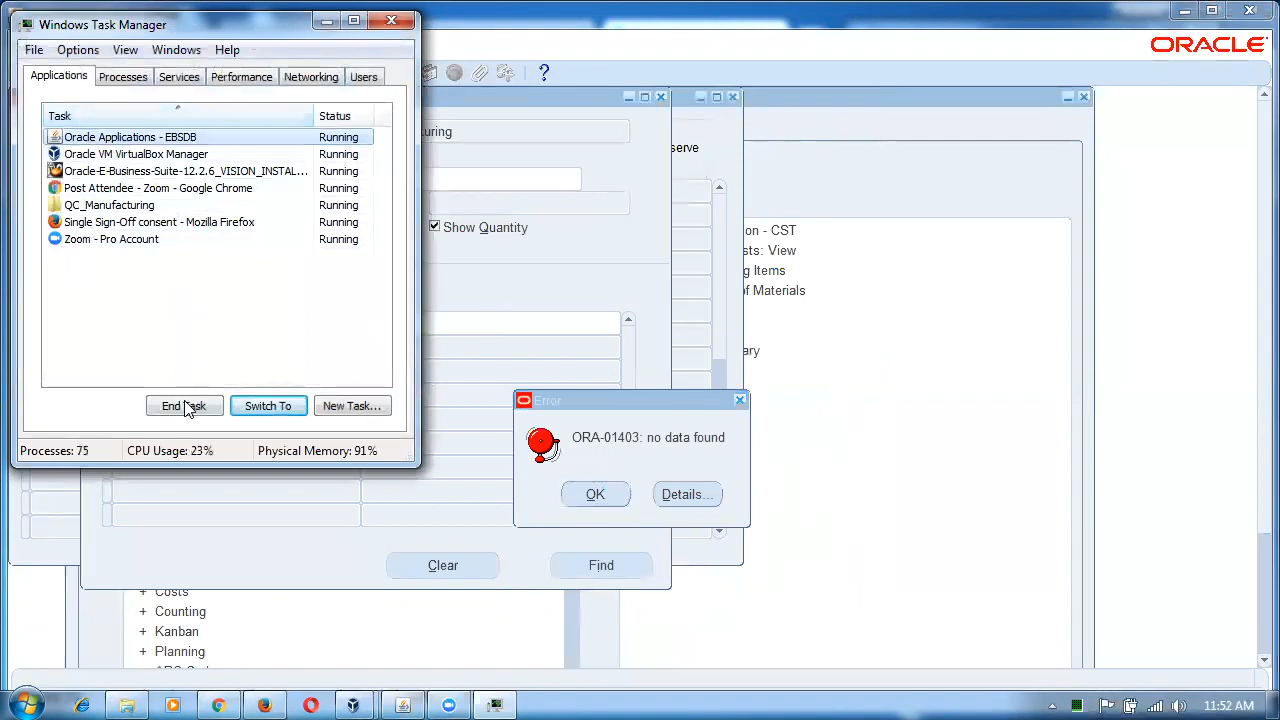 Windows Task Manager
File Options View Windows Help
Applications Processes Services Performance Networking Users
Task Status
Oracle Applications - EBSDB Running
Oracle VM VirtualBox Manager Running
Oracle-E-Business-Suite-12.2.6_VISION_INSTAL... Running
Post Attendee - Zoom - Google Chrome Running
QC_Manufacturing Running
Single Sign-Off consent - Mozilla Firefox Running
Zoom - Pro Account Running
End Task Switch To New Task...
Processes: 75 CPU Usage: 23% Physical Memory: 91%
ORACLE
?
uring
serve
Show Quantity
on - CST
sts: View
g Items
of Materials
ary
Error
ORA-01403: no data found
OK Details...
Clear Find
+ Costs
+ Counting
+ Kanban
+ Planning
11:52 AM